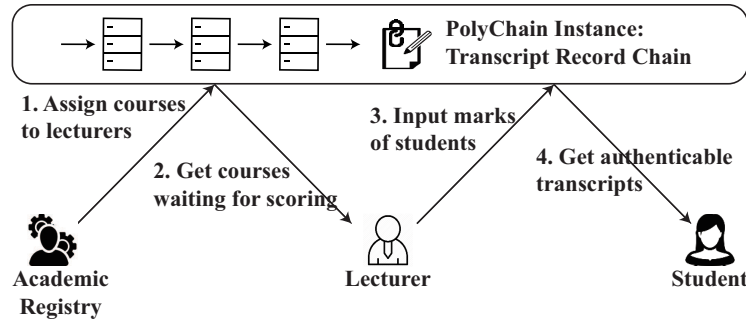 PolyChain Instance:
Transcript Record Chain
1. Assign courses
to lecturers
2. Get courses
waiting for scoring
3. Input marks
of students
4. Get authenticable
transcripts
Academic
Registry
Lecturer
Student